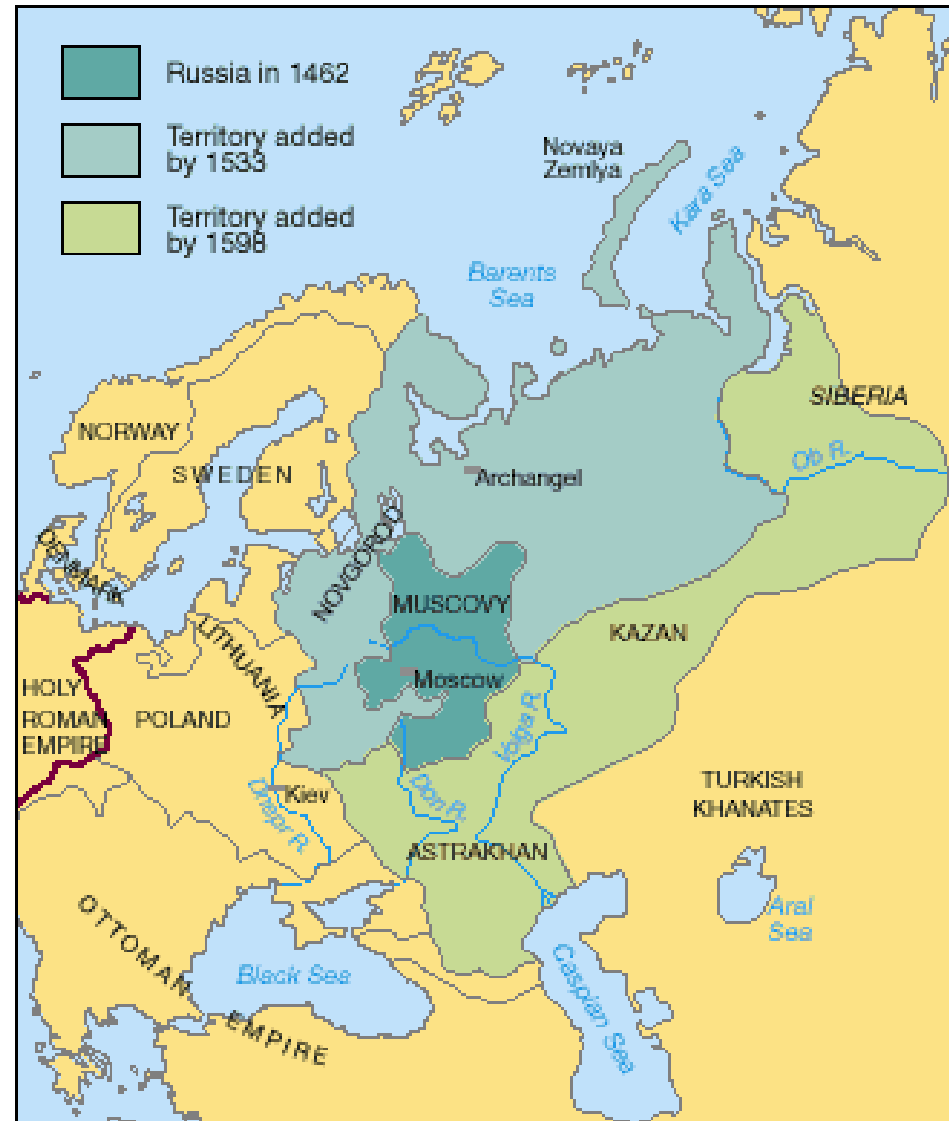 Russia in 1462
Territory added
by 1533
Territory added
by 1598
Novaya
Zemlya
Kara Sea
Barents
Sea
SIBERIA
NORWAY
Ob R.
SWEDEN
Archangel
NOVGOROD
DENMARK
MUSCOVY
LITHUANIA
KAZAN
Moscow
HOLY
ROMAN
EMPIRE
POLAND
Volga R.
TURKISH
KHANATES
Kiev
Don R.
Dnepr R.
ASTRAKHAN
OTTOMAN
EMPIRE
Aral
Sea
Black Sea
Caspian Sea